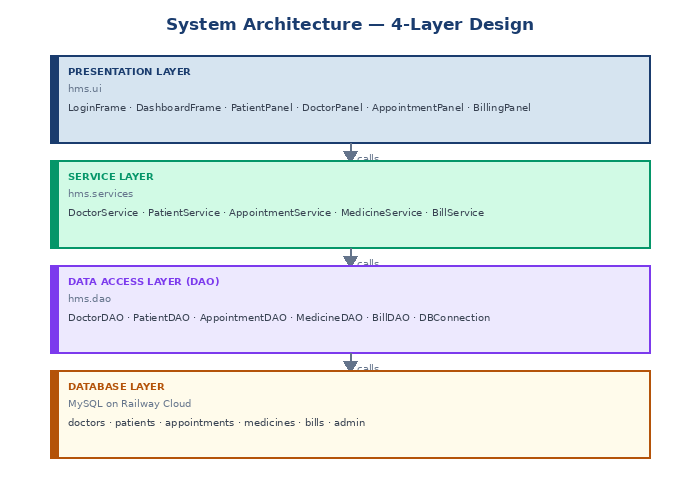 System Architecture — 4-Layer Design
PRESENTATION LAYER
hms.ui
LoginFrame · DashboardFrame · PatientPanel · DoctorPanel · AppointmentPanel · BillingPanel
calls
SERVICE LAYER
hms.services
DoctorService · PatientService · AppointmentService · MedicineService · BillService
calls
DATA ACCESS LAYER (DAO)
hms.dao
DoctorDAO · PatientDAO · AppointmentDAO · MedicineDAO · BillDAO · DBConnection
calls
DATABASE LAYER
MySQL on Railway Cloud
doctors · patients · appointments · medicines · bills · admin